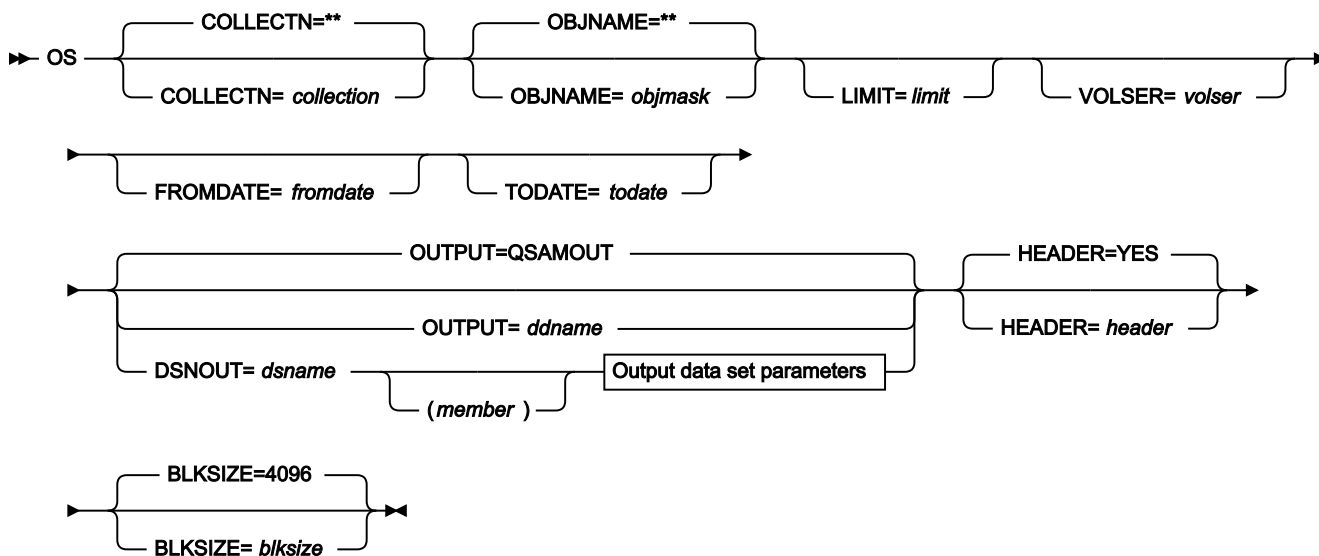 COLLECTN=** OBJNAME=**
OS
COLLECTN= collection OBJNAME= objmask LIMIT= limit VOLSER= volser
FROMDATE= fromdate TODATE= todate
OUTPUT=QSAMOUT HEADER=YES
OUTPUT= ddname HEADER= header
DSNOUT= dsname Output data set parameters
( member )
BLKSIZE=4096
BLKSIZE= blksize